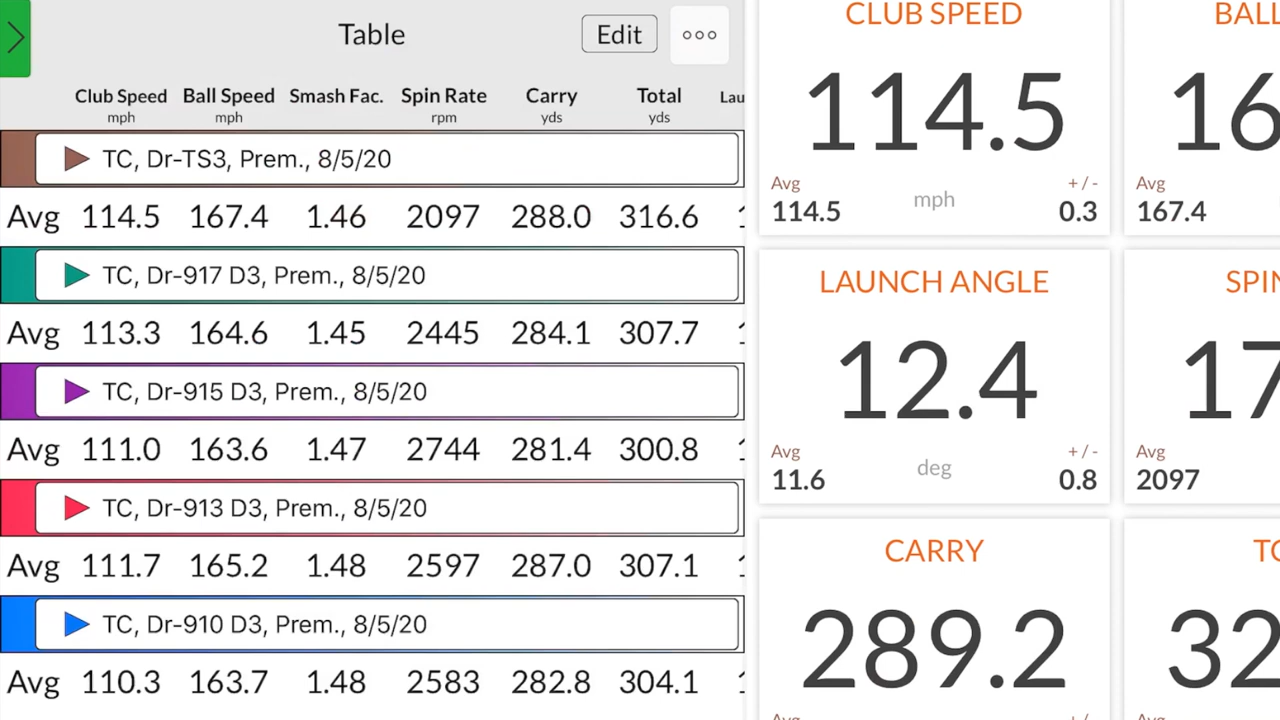 Table
Edit
Club Speed Ball Speed Smash Fac. Spin Rate Carry Total
mph mph rpm yds yds
TC, Dr-TS3, Prem., 8/5/20
Avg 114.5 167.4 1.46 2097 288.0 316.6
TC, Dr-917 D3, Prem., 8/5/20
Avg 113.3 164.6 1.45 2445 284.1 307.7
TC, Dr-915 D3, Prem., 8/5/20
Avg 111.0 163.6 1.47 2744 281.4 300.8
TC, Dr-913 D3, Prem., 8/5/20
Avg 111.7 165.2 1.48 2597 287.0 307.1
TC, Dr-910 D3, Prem., 8/5/20
Avg 110.3 163.7 1.48 2583 282.8 304.1
CLUB SPEED
114.5
Avg + / -
114.5 mph 0.3
BALL
16
Avg
167.4
LAUNCH ANGLE
12.4
Avg + / -
11.6 deg 0.8
17
Avg
2097
CARRY
289.2
32